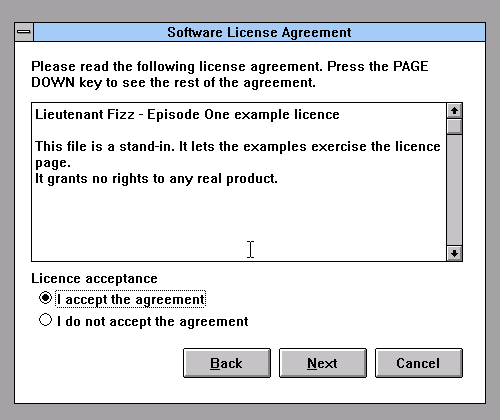 Software License Agreement
Please read the following license agreement. Press the PAGE
DOWN key to see the rest of the agreement.
Lieutenant Fizz - Episode One example licence
This file is a stand-in. It lets the examples exercise the licence
page.
It grants no rights to any real product.
Licence acceptance
I accept the agreement
I do not accept the agreement
Back
Next
Cancel